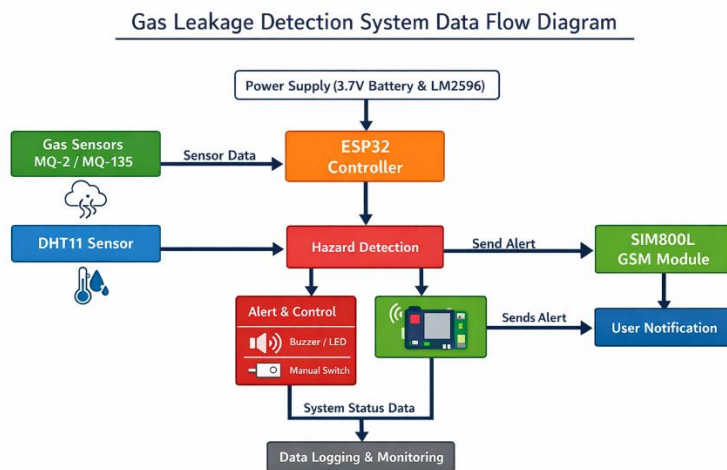 Gas Leakage Detection System Data Flow Diagram
Power Supply (3.7V Battery & LM2596)
Gas Sensors
MQ-2 / MQ-135
Sensor Data
ESP32
Controller
DHT11 Sensor
Hazard Detection
Send Alert
SIM800L
GSM Module
Alert & Control
Buzzer / LED
Manual Switch
Sends Alert
User Notification
System Status Data
Data Logging & Monitoring